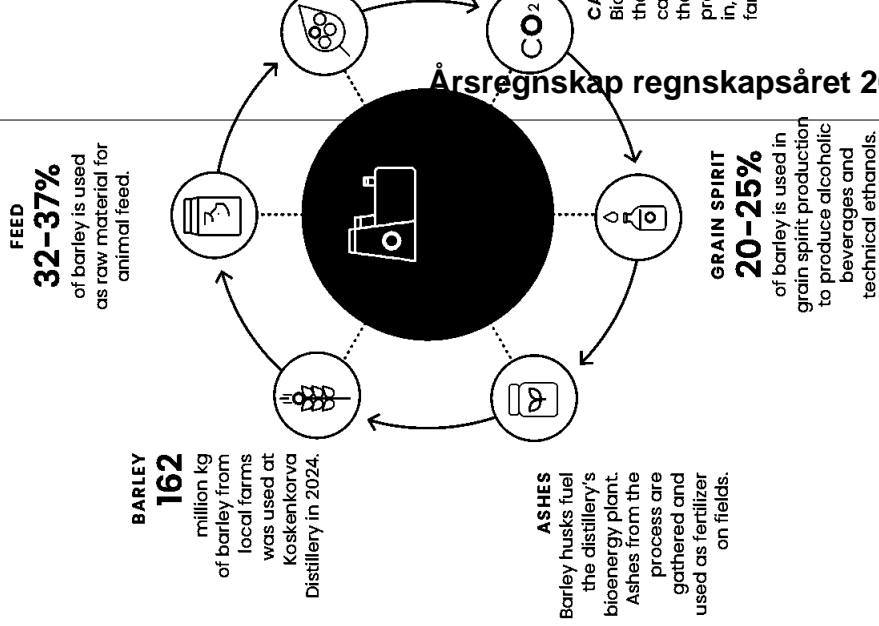 Årsregnskap regnskapsåret 2
FEED
32–37%
of barley is used
as raw material for
animal feed.
BARLEY
162
million kg
of barley from
local farms
was used at
Koskenkorva
Distillery in 2024.
CO2
GRAIN SPIRIT
20–25%
of barley is used in
grain spirit production
to produce alcoholic
beverages and
technical ethanols.
ASHES
Barley husks fuel
the distillery's
bioenergy plant.
Ashes from the
process are
gathered and
used as fertilizer
on fields.